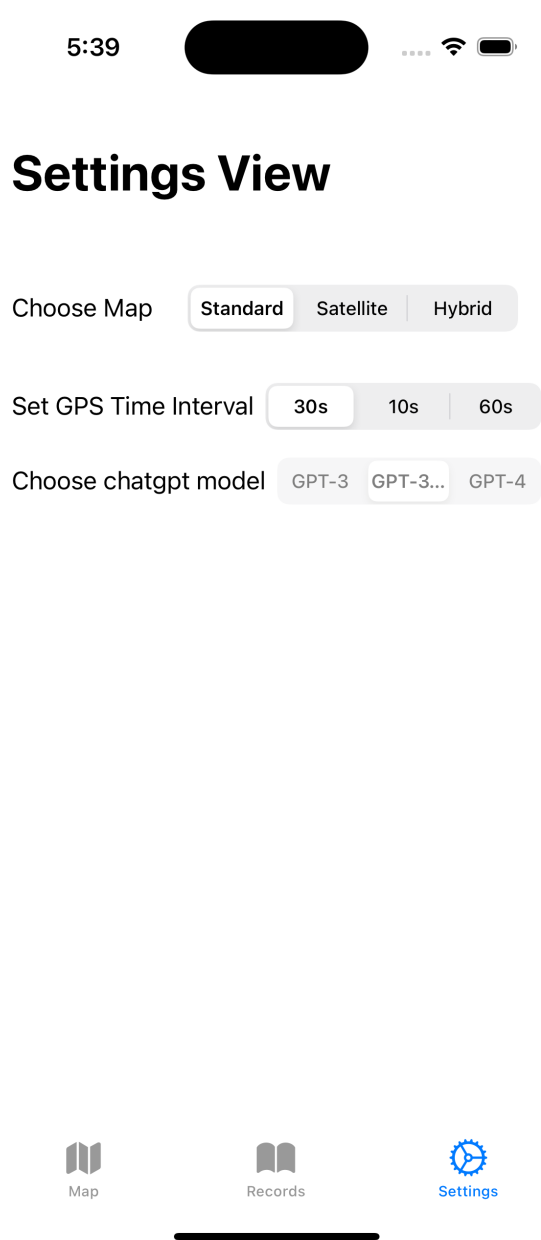 5:39
Settings View
Choose Map Standard Satellite Hybrid
Set GPS Time Interval 30s 10s 60s
Choose chatgpt model GPT-3 GPT-3... GPT-4
Map Records Settings